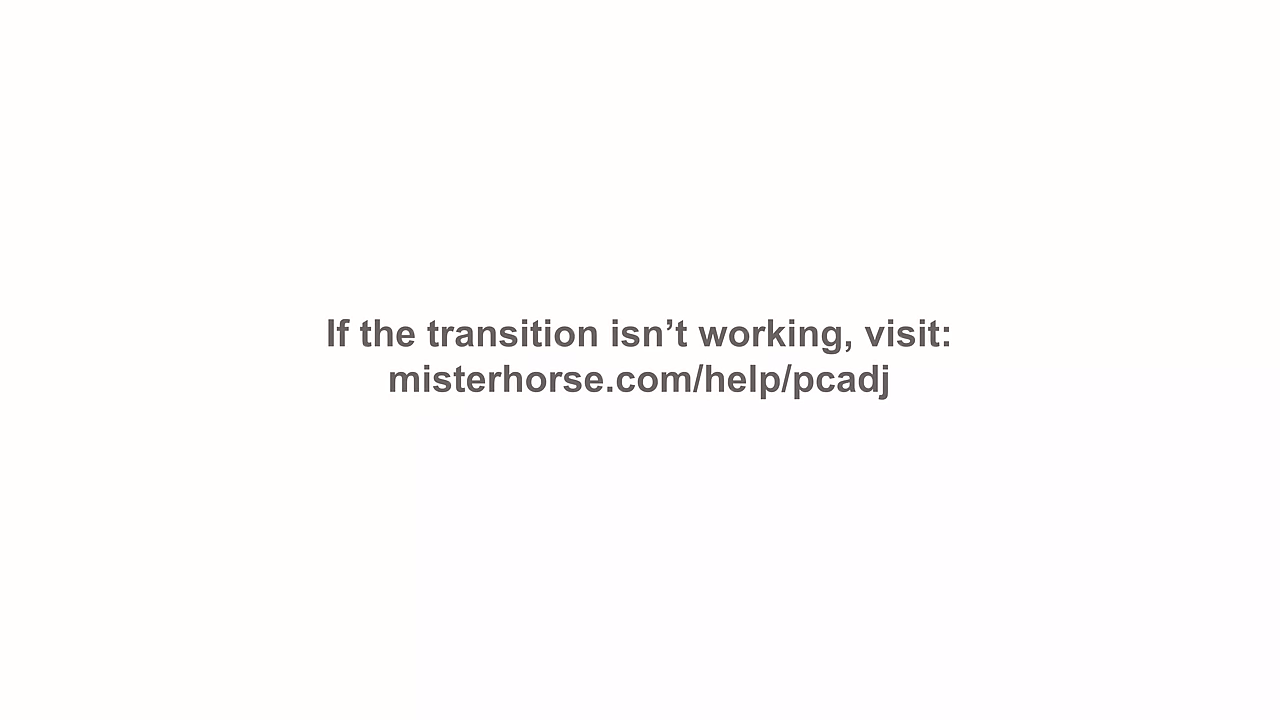 If the transition isn’t working, visit:
misterhorse.com/help/pcadj